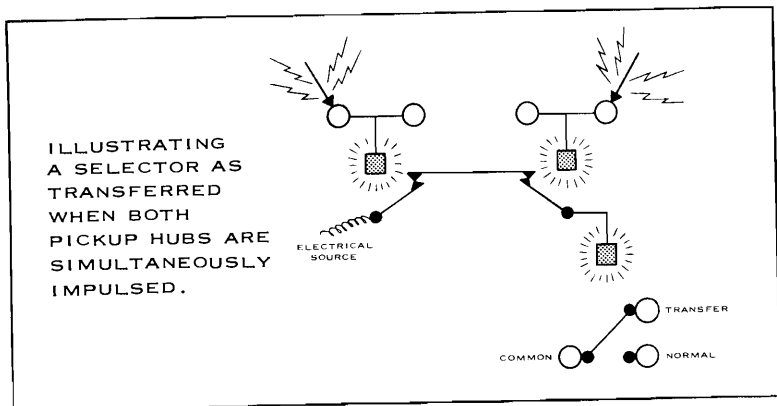 ILLUSTRATING
A SELECTOR AS
TRANSFERRED
WHEN BOTH
PICKUP HUBS ARE
SIMULTANEOUSLY
IMPULSED.
ELECTRICAL
SOURCE
TRANSFER
COMMON
NORMAL